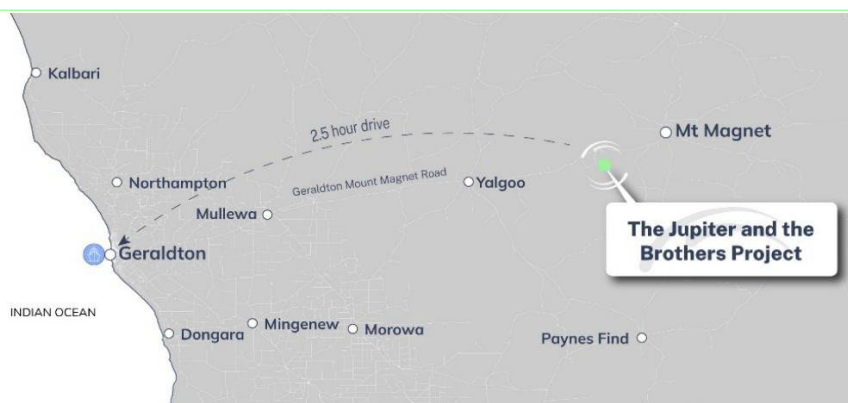 Kalbari
2.5 hour drive
Mt Magnet
Northampton
Geraldton Mount Magnet Road
Yalgoo
Mullewa
The Jupiter and the
Brothers Project
Geraldton
INDIAN OCEAN
Dongara
Mingenew
Morowa
Paynes Find